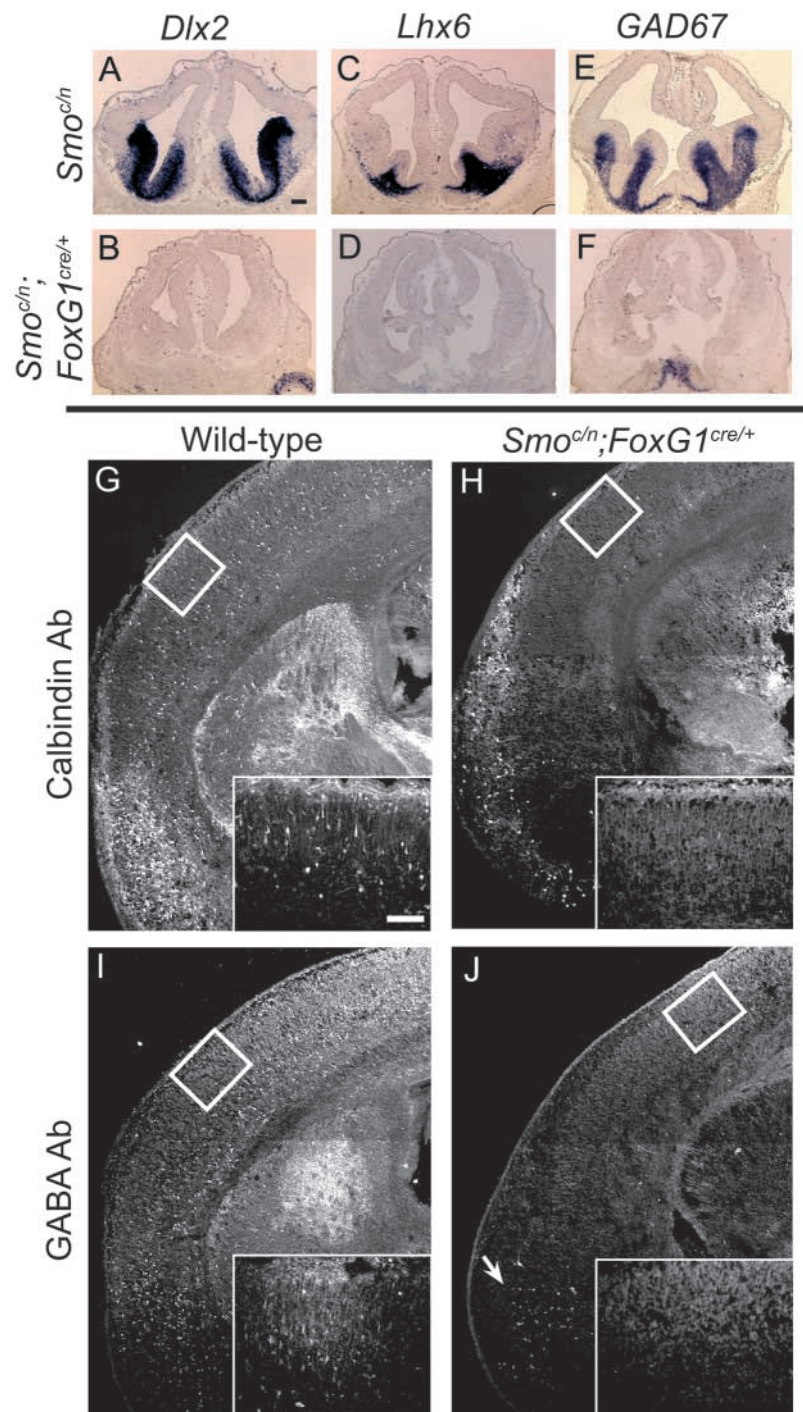 Dlx2 Lhx6 GAD67
A C E
Smo^c/n
B D F
Smo^c/n;
FoxG1^cre/+
Wild-type Smo^c/n;FoxG1^cre/+
G H
Calbindin Ab
I J
GABA Ab